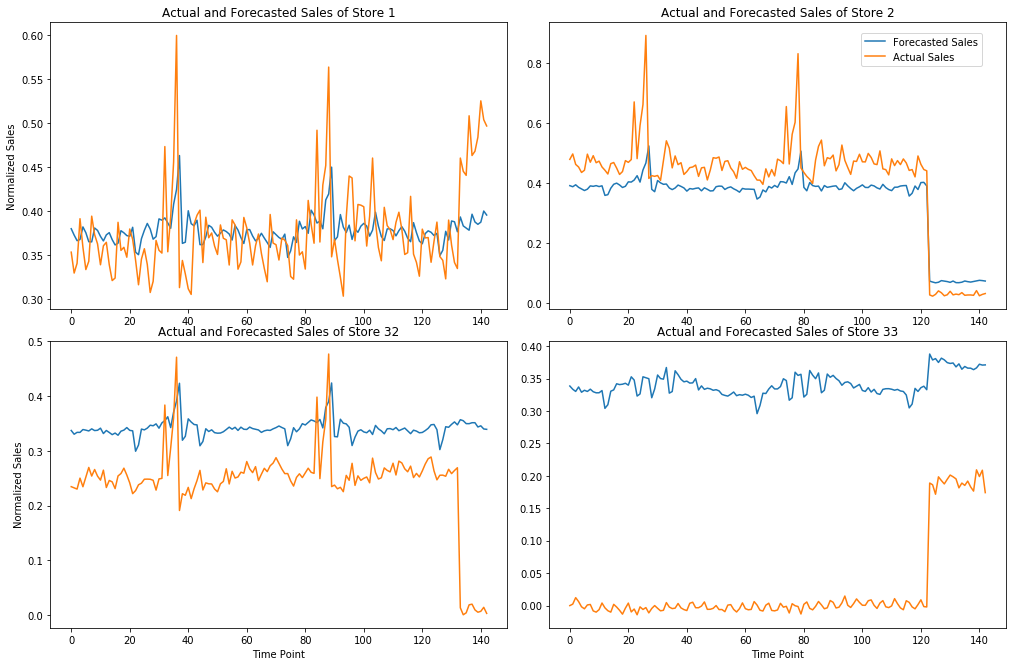 Actual and Forecasted Sales of Store 1
Normalized Sales
0.60
0.55
0.50
0.45
0.40
0.35
0.30
0 20 40 60 80 100 120 140
Actual and Forecasted Sales of Store 2
Forecasted Sales
Actual Sales
0.8
0.6
0.4
0.2
0.0
0 20 40 60 80 100 120 140
Actual and Forecasted Sales of Store 32
Normalized Sales
0.5
0.4
0.3
0.2
0.1
0.0
0 20 40 60 80 100 120 140
Time Point
Actual and Forecasted Sales of Store 33
0.40
0.35
0.30
0.25
0.20
0.15
0.10
0.05
0.00
0 20 40 60 80 100 120 140
Time Point